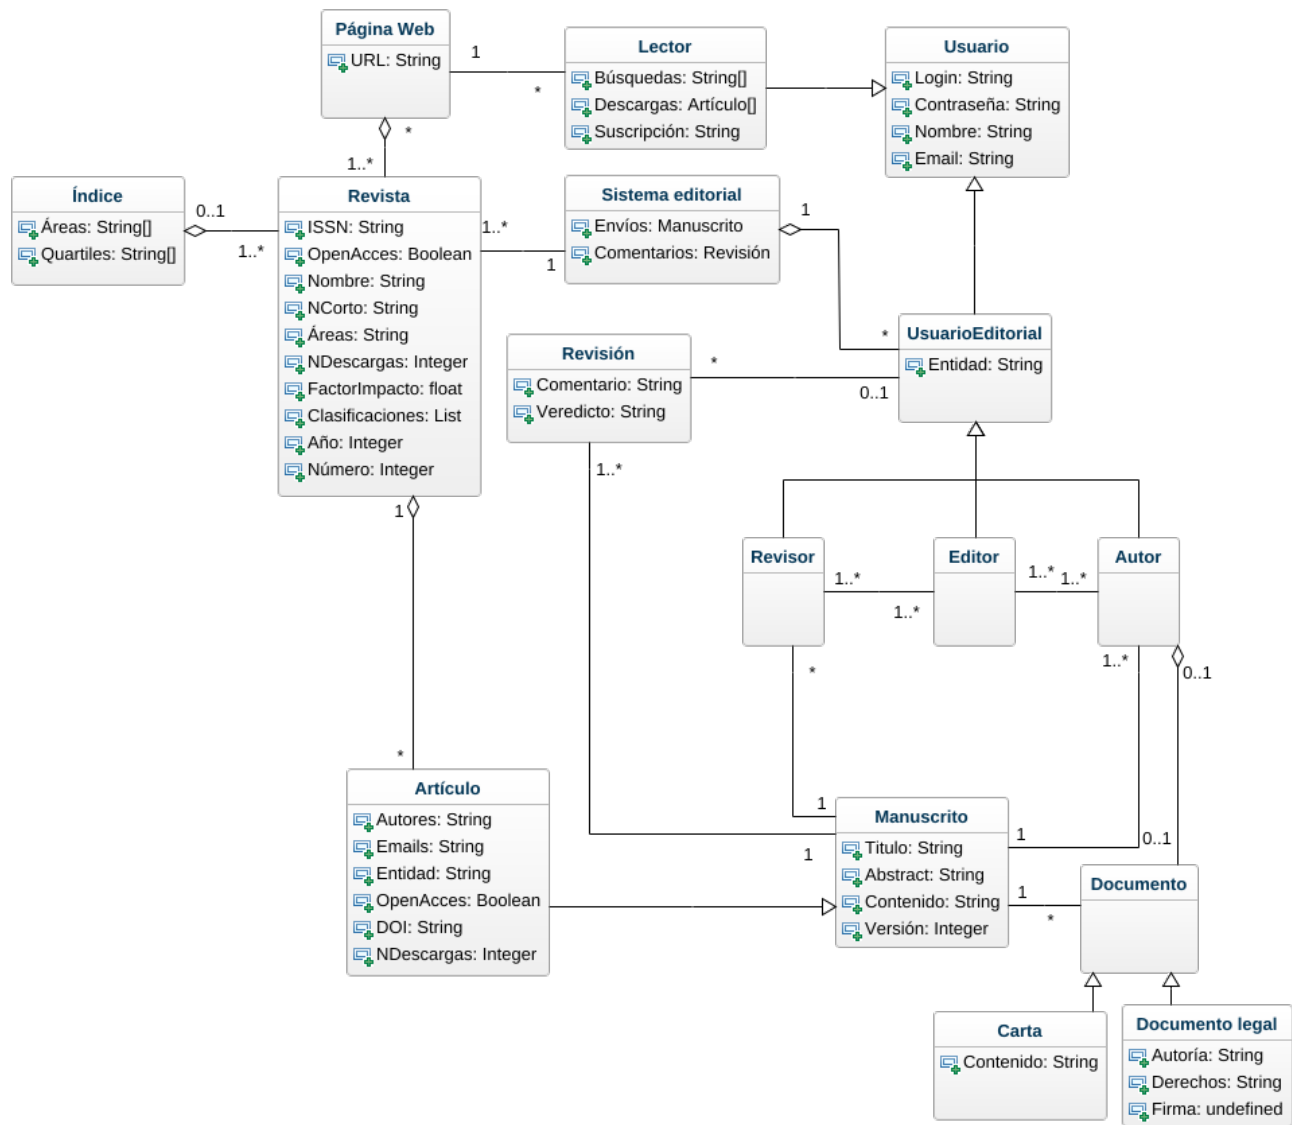 Página Web
URL: String
1
*
Lector
Búsquedas: String[]
Descargas: Artículo[]
Suscripción: String
Usuario
Login: String
Contraseña: String
Nombre: String
Email: String
*
1..*
Índice
Áreas: String[]
Quartiles: String[]
0..1
1..*
Revista
ISSN: String
OpenAcces: Boolean
Nombre: String
NCorto: String
Áreas: String
NDescargas: Integer
FactorImpacto: float
Clasificaciones: List
Año: Integer
Número: Integer
1..*
1
Sistema editorial
Envíos: Manuscrito
Comentarios: Revisión
1
*
UsuarioEditorial
Entidad: String
Revisión
Comentario: String
Veredicto: String
*
0..1
1..*
1
Revisor
1..*
1..*
Editor
1..*
1..*
Autor
*
1..*
0..1
*
Artículo
Autores: String
Emails: String
Entidad: String
OpenAcces: Boolean
DOI: String
NDescargas: Integer
1
1
Manuscrito
Titulo: String
Abstract: String
Contenido: String
Versión: Integer
1
0..1
1
*
Documento
Carta
Contenido: String
Documento legal
Autoría: String
Derechos: String
Firma: undefined